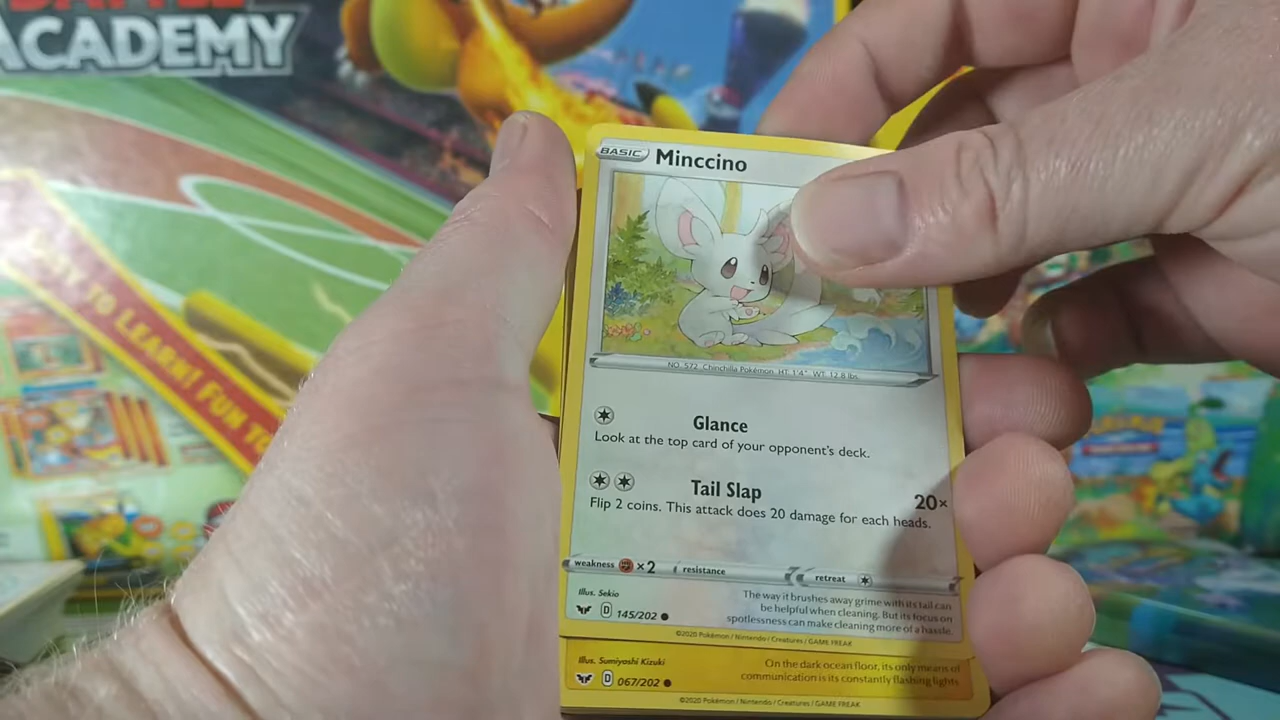 BATTLE
ACADEMY
EASY TO LEARN! FUN TO
BASIC Minccino
NO. 572 Chinchilla Pokémon HT: 1'4" WT: 12.8 lbs.
Glance
Look at the top card of your opponent's deck.
Tail Slap 20×
Flip 2 coins. This attack does 20 damage for each heads.
weakness ×2 resistance retreat
Illus. Sekio
D 145/202
The way it brushes away grime with its tail can
be helpful when cleaning. But its focus on
spotlessness can make cleaning more of a hassle.
©2020 Pokémon / Nintendo / Creatures / GAME FREAK
Illus. Sumiyoshi Kizuki
D 067/202
On the dark ocean floor, its only means of
communication is its constantly flashing lights
©2020 Pokémon / Nintendo / Creatures / GAME FREAK